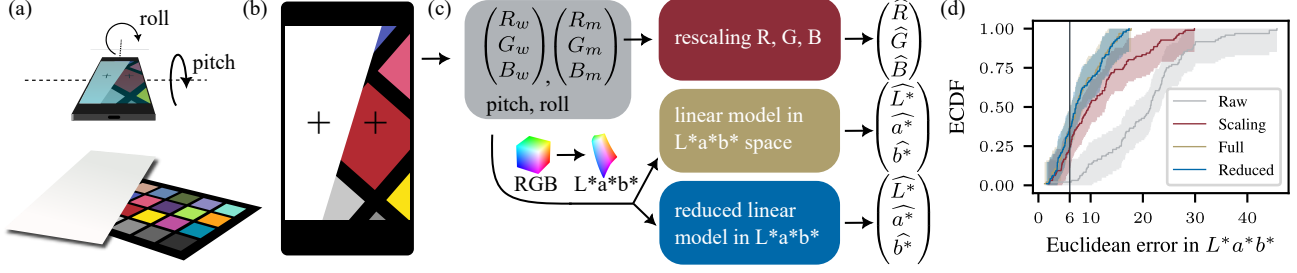 (a)
roll
pitch
(b)
(c)
R_w
G_w
B_w
,
R_m
G_m
B_m
pitch, roll
RGB
L*a*b*
rescaling R, G, B
linear model in
L*a*b*
space
reduced linear
model in L*a*b*
R̂
Ĝ
B̂
L̂*
â*
b̂*
L̂*
â*
b̂*
(d)
ECDF
1.00
0.75
0.50
0.25
0.00
Raw
Scaling
Full
Reduced
1 6 10 20 30 40
Euclidean error in L*a*b*